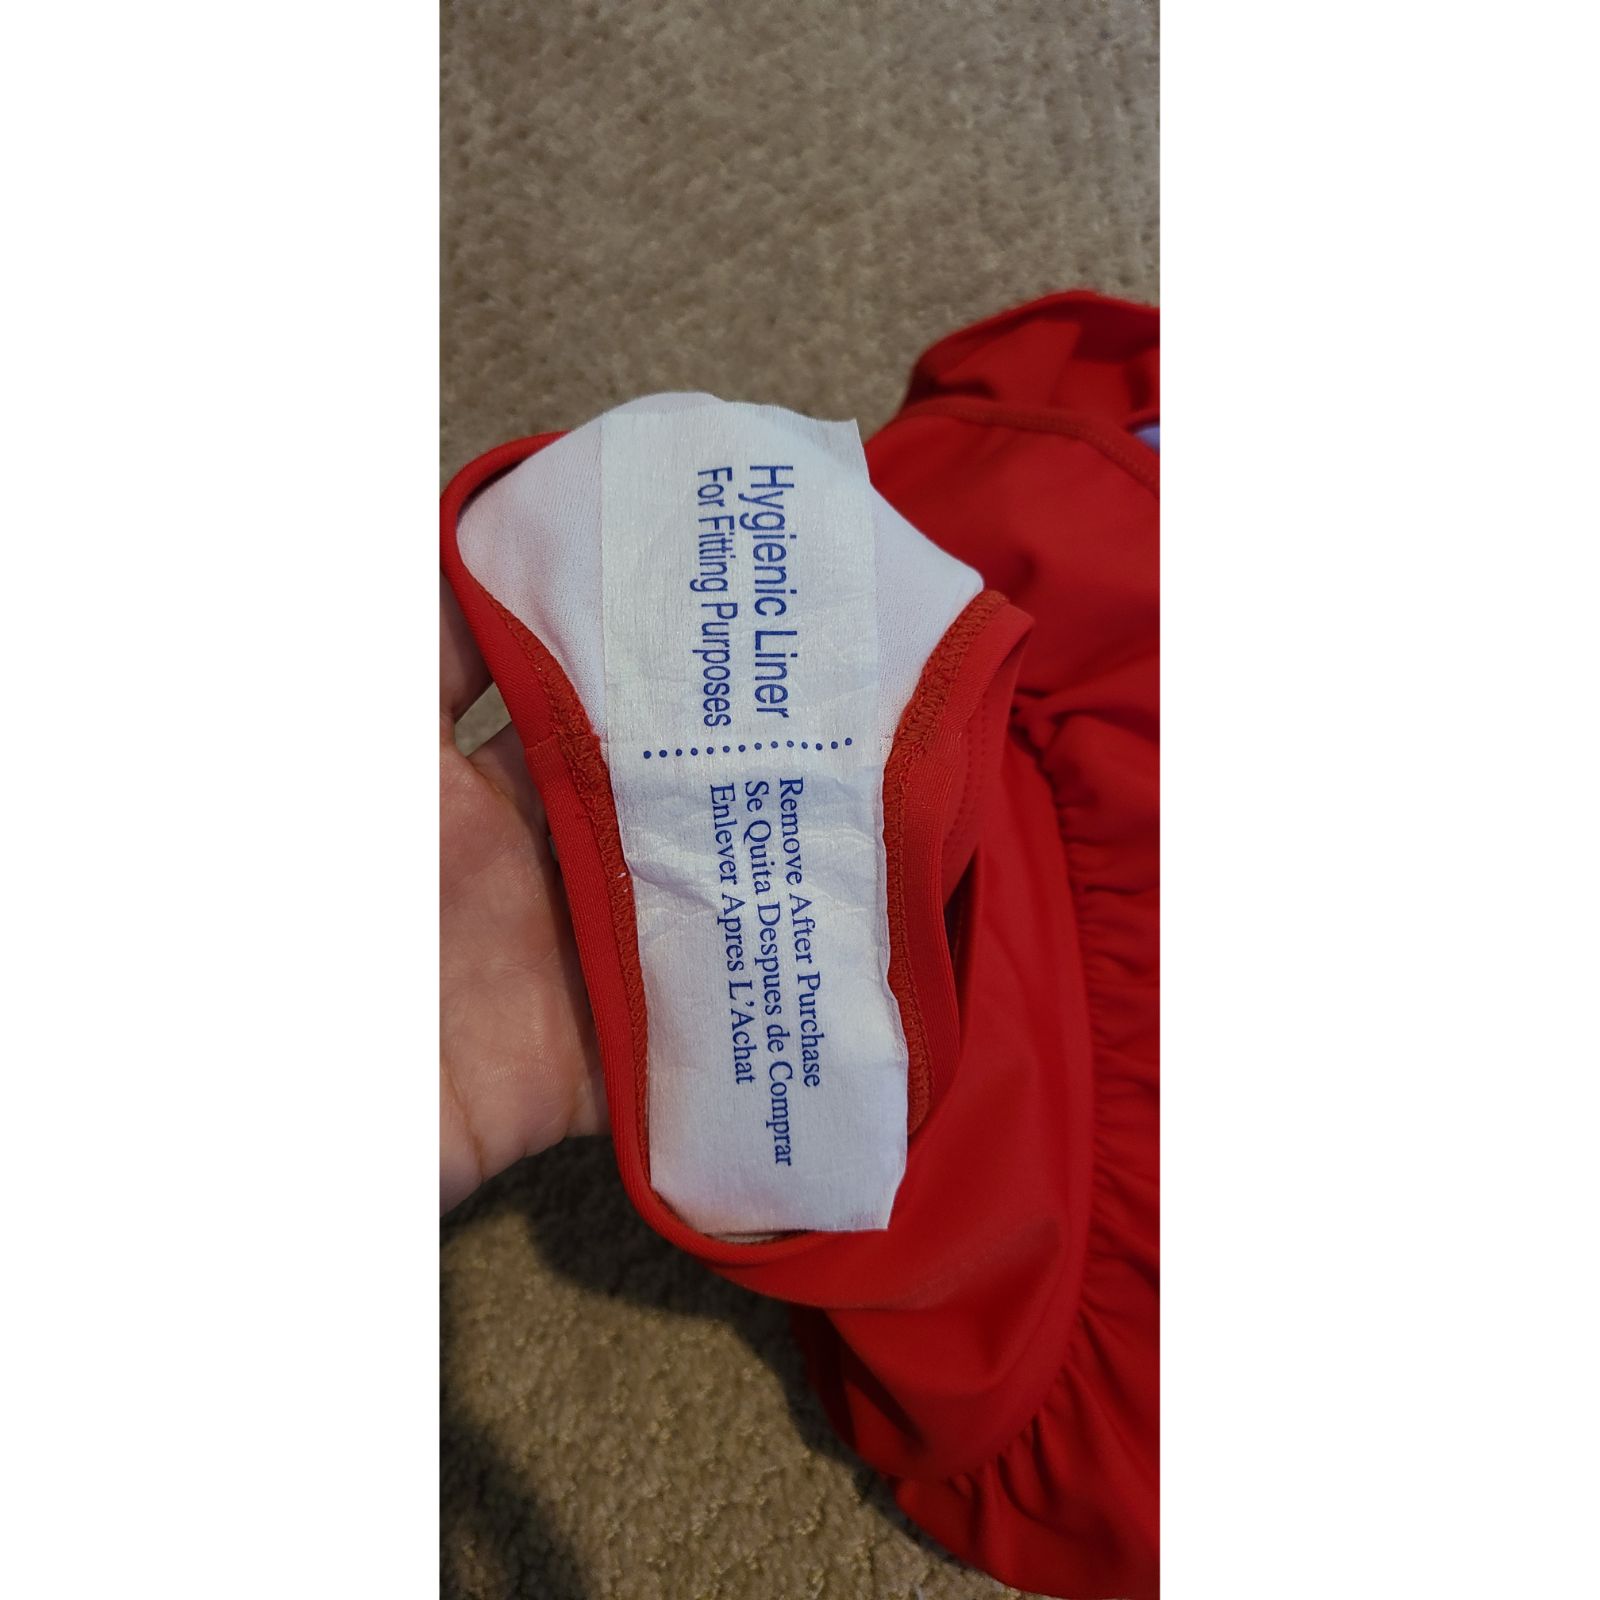 Hygienic Liner
For Fitting Purposes
Remove After Purchase
Se Quita Despues de Comprar
Enlever Apres L'Achat